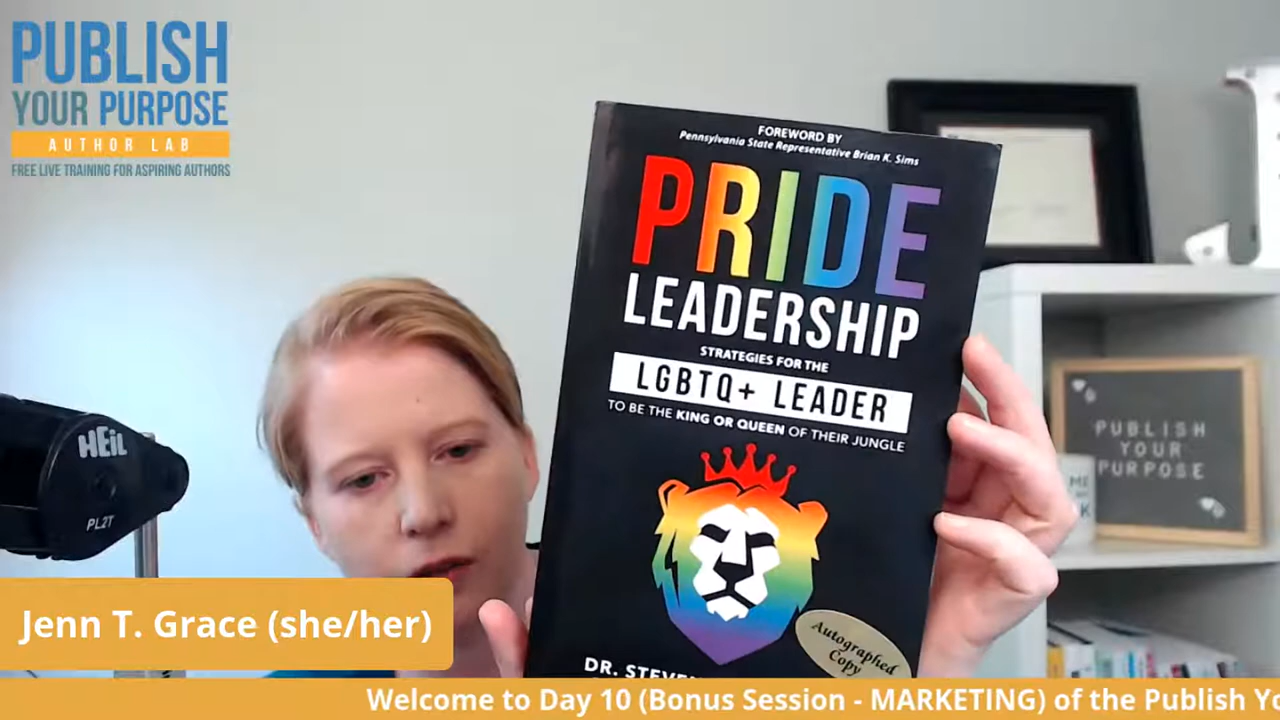 PUBLISH
YOUR PURPOSE
AUTHOR LAB
FREE LIVE TRAINING FOR ASPIRING AUTHORS
FOREWORD BY
Pennsylvania State Representative Brian K. Sims
PRIDE
LEADERSHIP
STRATEGIES FOR THE
LGBTQ+ LEADER
TO BE THE KING OR QUEEN OF THEIR JUNGLE
Autographed
Copy
DR.
HEiL
PL2T
PUBLISH
YOUR
PURPOSE
ME
Jenn T. Grace (she/her)
Welcome to Day 10 (Bonus Session - MARKETING) of the Publish